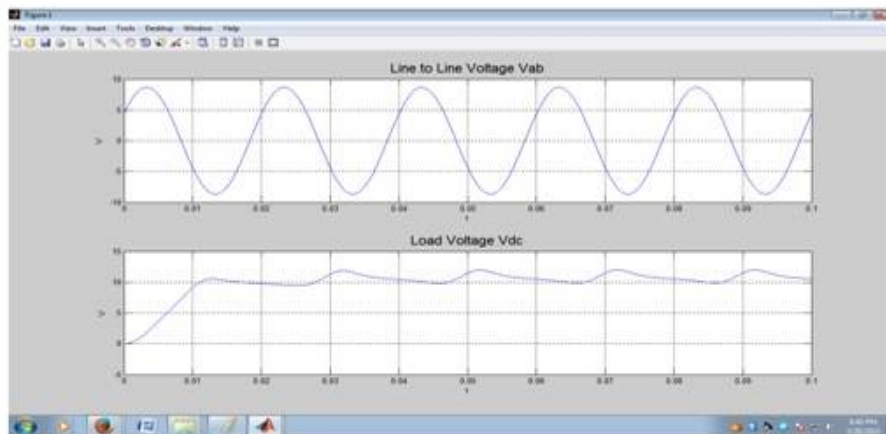 Figure 1
File Edit View Insert Tools Desktop Window Help
Line to Line Voltage Vab
10
5
0
-5
-10
V
0 0.01 0.02 0.03 0.04 0.05 0.06 0.07 0.08 0.09 0.1
t
Load Voltage Vdc
15
10
5
0
-5
V
0 0.01 0.02 0.03 0.04 0.05 0.06 0.07 0.08 0.09 0.1
t